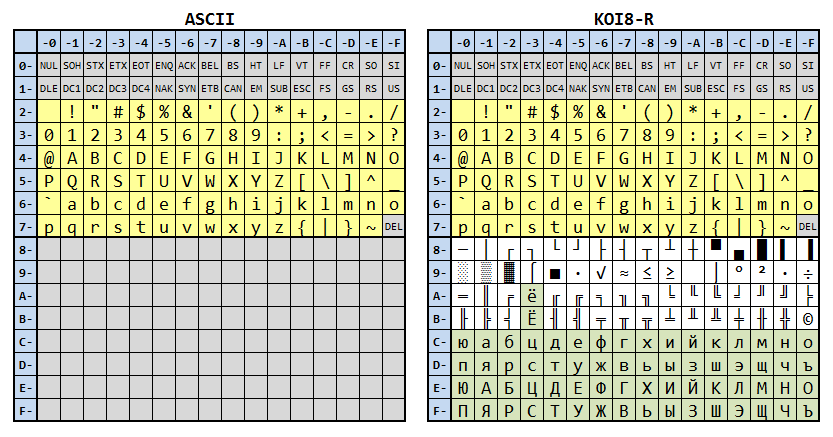 ASCII KOI8-R
-0 -1 -2 -3 -4 -5 -6 -7 -8 -9 -A -B -C -D -E -F -0 -1 -2 -3 -4 -5 -6 -7 -8 -9 -A -B -C -D -E -F
0- NUL SOH STX ETX EOT ENQ ACK BEL BS HT LF VT FF CR SO SI 0- NUL SOH STX ETX EOT ENQ ACK BEL BS HT LF VT FF CR SO SI
1- DLE DC1 DC2 DC3 DC4 NAK SYN ETB CAN EM SUB ESC FS GS RS US 1- DLE DC1 DC2 DC3 DC4 NAK SYN ETB CAN EM SUB ESC FS GS RS US
2- ! " # $ % & ' ( ) * + , - . / 2- ! " # $ % & ' ( ) * + , - . /
3- 0 1 2 3 4 5 6 7 8 9 : ; < = > ? 3- 0 1 2 3 4 5 6 7 8 9 : ; < = > ?
4- @ A B C D E F G H I J K L M N O 4- @ A B C D E F G H I J K L M N O
5- P Q R S T U V W X Y Z [ \ ] ^ _ 5- P Q R S T U V W X Y Z [ \ ] ^ _
6- ` a b c d e f g h i j k l m n o 6- ` a b c d e f g h i j k l m n o
7- p q r s t u v w x y z { | } ~ DEL 7- p q r s t u v w x y z { | } ~ DEL
8- 8- ─ │ ┌ ┐ └ ┘ ├ ┤ ┬ ┴ ┼ ▀ ▄ █ ▌ ▐
9- 9- ░ ▒ ▓ ⌠ ■ ∙ √ ≈ ≤ ≥ ⌡ ° ² · ÷
A- A- ═ ║ ╒ ё ╓ ╔ ╕ ╖ ╗ ╘ ╙ ╚ ╛ ╜ ╝ ╞
B- B- ╟ ╠ ╡ Ё ╢ ╣ ╤ ╥ ╦ ╧ ╨ ╩ ╪ ╫ ╬ ©
C- C- ю а б ц д е ф г х и й к л м н о
D- D- п я р с т у ж в ь ы з ш э щ ч ъ
E- E- Ю А Б Ц Д Е Ф Г Х И Й К Л М Н О
F- F- П Я Р С Т У Ж В Ь Ы З Ш Э Щ Ч Ъ